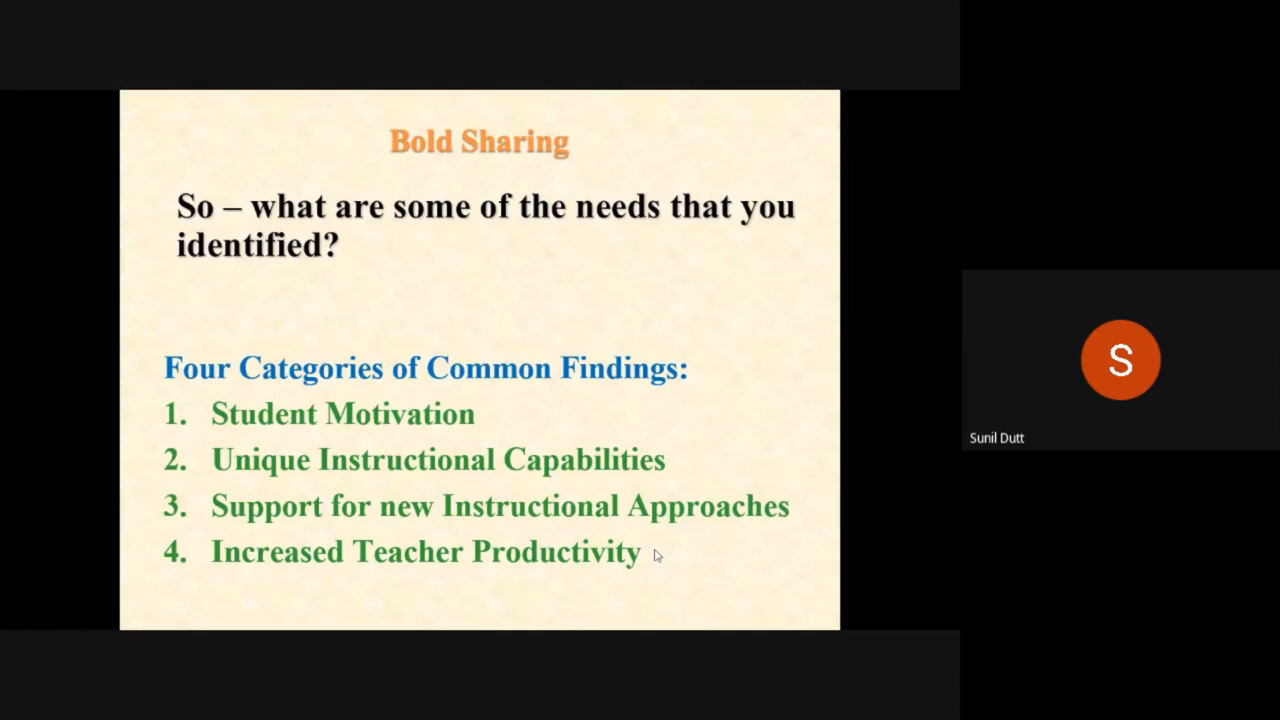 Bold Sharing
So – what are some of the needs that you
identified?
Four Categories of Common Findings:
1. Student Motivation
2. Unique Instructional Capabilities
3. Support for new Instructional Approaches
4. Increased Teacher Productivity
S
Sunil Dutt